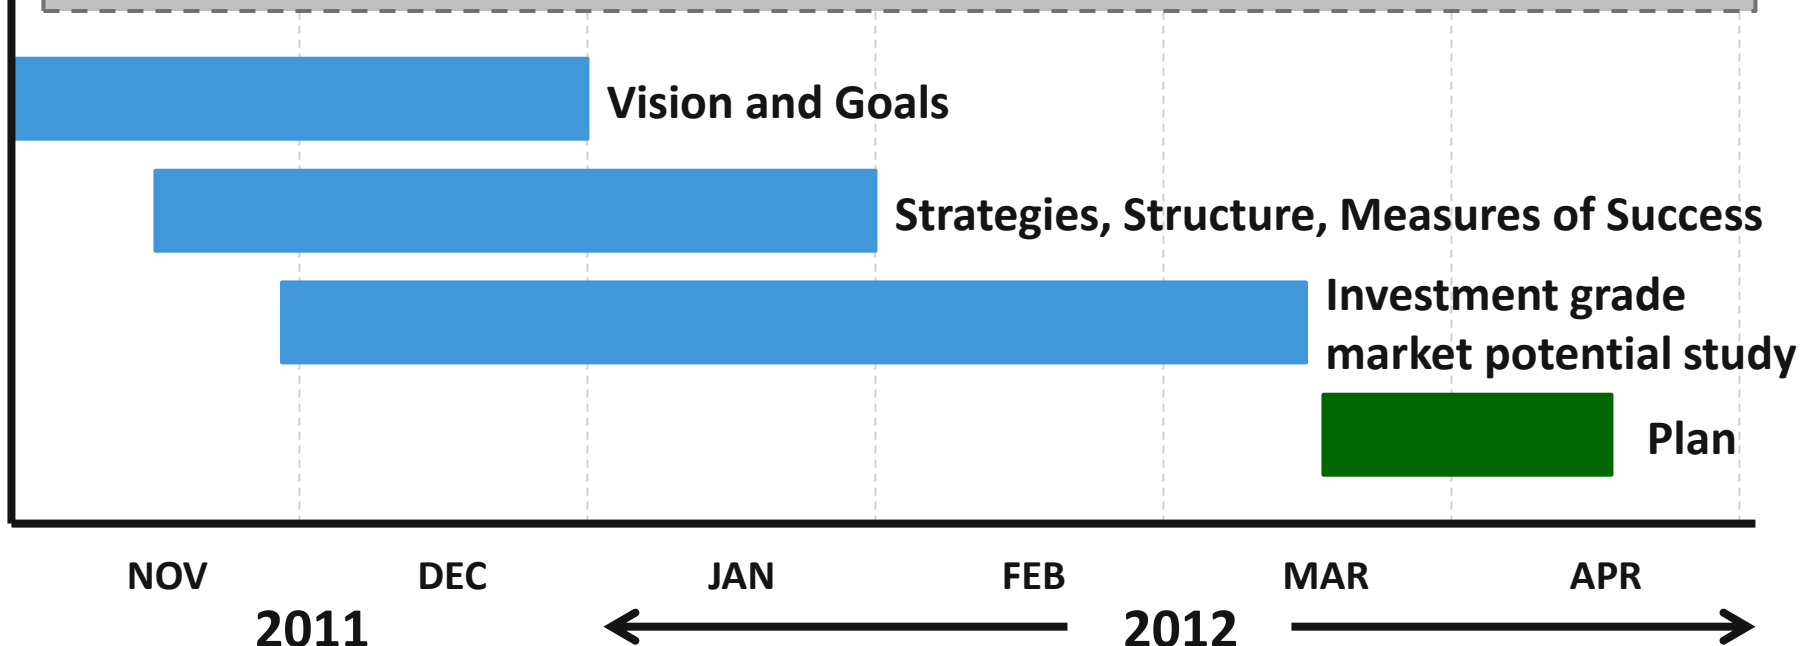 Vision and Goals
Strategies, Structure, Measures of Success
Investment grade
market potential study
Plan
NOV DEC JAN FEB MAR APR
2011 2012